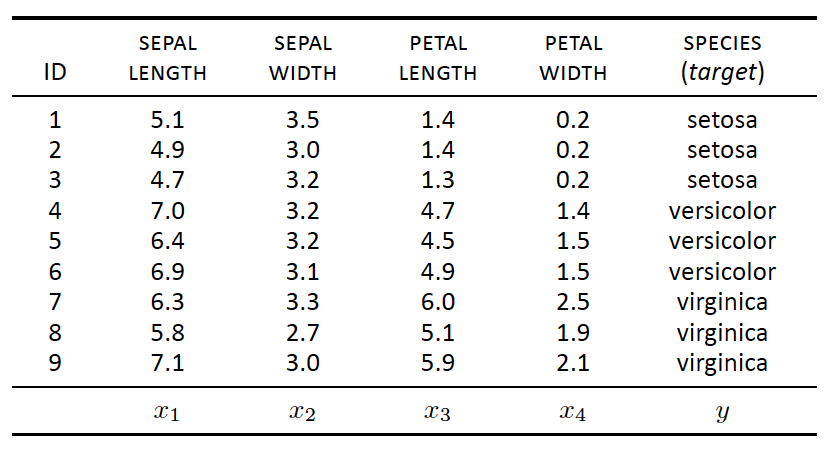 ID SEPAL LENGTH SEPAL WIDTH PETAL LENGTH PETAL WIDTH SPECIES (target)
1 5.1 3.5 1.4 0.2 setosa
2 4.9 3.0 1.4 0.2 setosa
3 4.7 3.2 1.3 0.2 setosa
4 7.0 3.2 4.7 1.4 versicolor
5 6.4 3.2 4.5 1.5 versicolor
6 6.9 3.1 4.9 1.5 versicolor
7 6.3 3.3 6.0 2.5 virginica
8 5.8 2.7 5.1 1.9 virginica
9 7.1 3.0 5.9 2.1 virginica
x₁ x₂ x₃ x₄ y